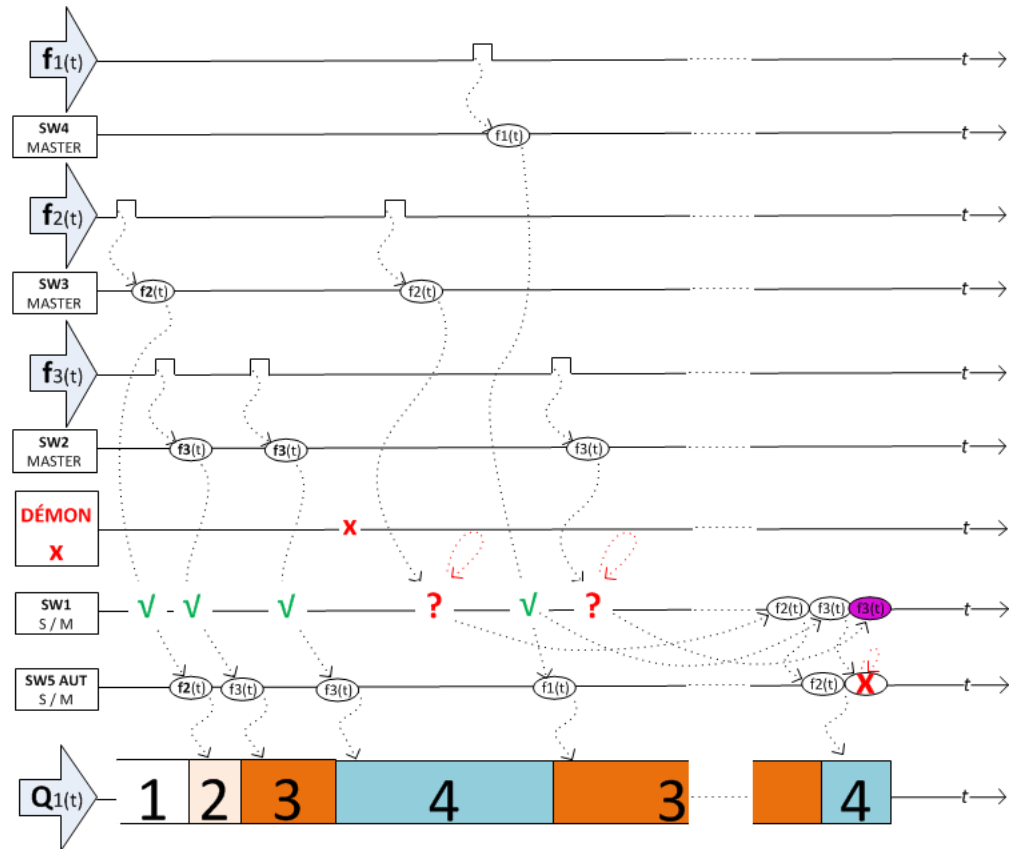 f1(t) t
SW4
MASTER f1(t) t
f2(t) t
SW3
MASTER f2(t) f2(t) t
f3(t) t
SW2
MASTER f3(t) f3(t) f3(t) t
DÉMON
X x t
SW1
S / M √ √ √ ? √ ? f2(t) f3(t) f3(t) t
SW5 AUT
S / M f2(t) f3(t) f3(t) f1(t) f2(t) X t
Q1(t) 1 2 3 4 3 4 t